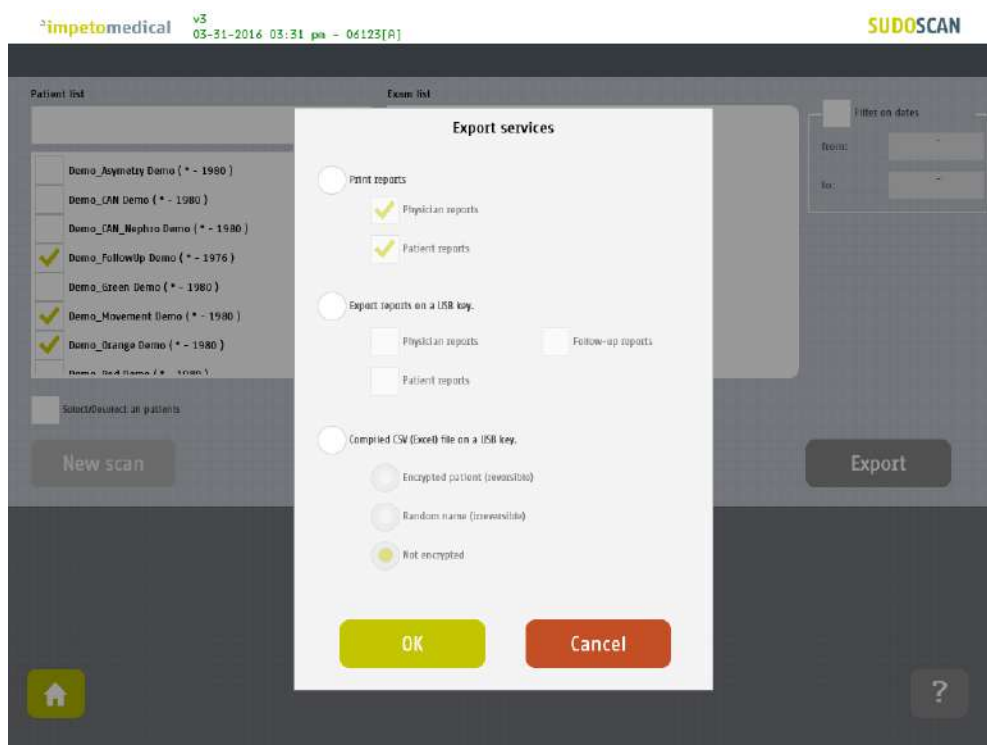 impetomedical
v3
03-31-2016 03:31 pm - 06123[A]
SUDOSCAN
Patient list
Exam list
Filter on dates
from: -
to: -
Demo_Asymetry Demo ( * - 1980 )
Demo_CAN Demo ( * - 1980 )
Demo_CAN_Nephro Demo ( * - 1980 )
Demo_FollowUp Demo ( * - 1976 )
Demo_Green Demo ( * - 1980 )
Demo_Movement Demo ( * - 1980 )
Demo_Orange Demo ( * - 1980 )
Demo_Red Demo ( * - 1980 )
Select/Deselect all patients
New scan
Export services
Print reports
Physician reports
Patient reports
Export reports on a USB key.
Physician reports
Follow-up reports
Patient reports
Compiled CSV (Excel) file on a USB key.
Encrypted patient (reversible)
Random name (irreversible)
Not encrypted
OK
Cancel
Export
?